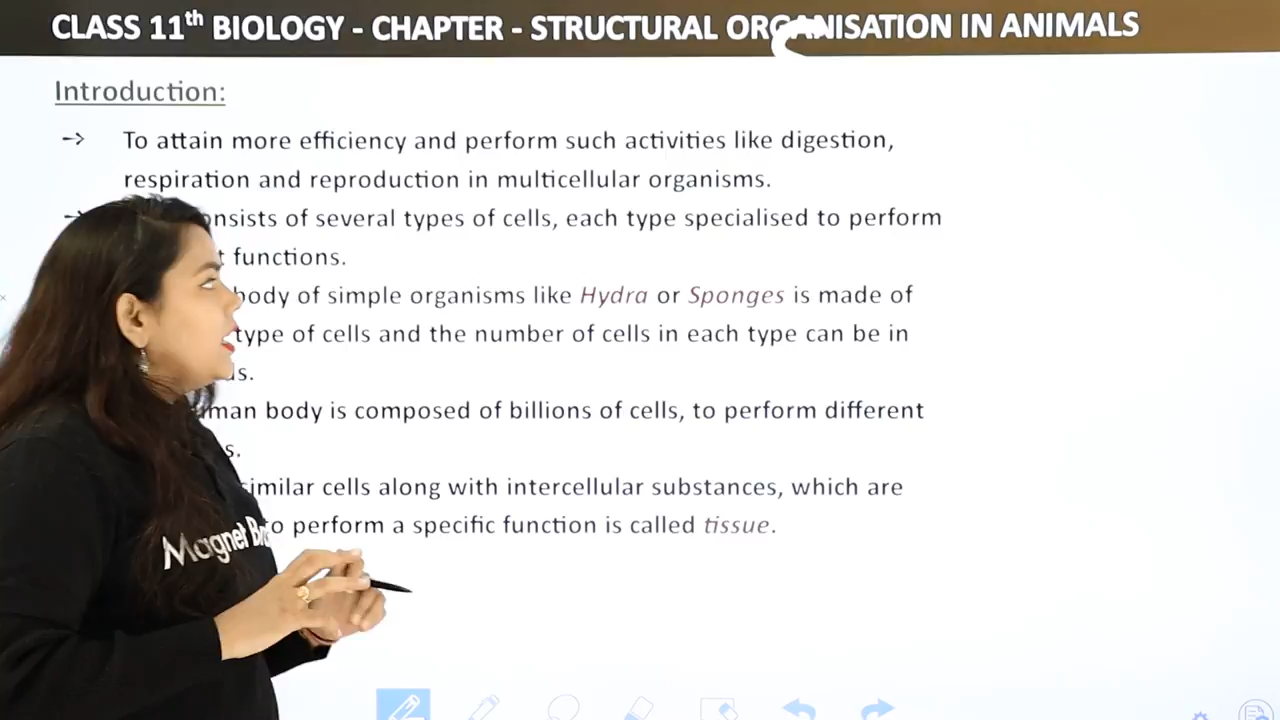 CLASS 11th BIOLOGY - CHAPTER - STRUCTURAL ORGANISATION IN ANIMALS
Introduction:
-> To attain more efficiency and perform such activities like digestion,
respiration and reproduction in multicellular organisms.
of several types of cells, each type specialised to perform
functions.
body of simple organisms like Hydra or Sponges is made of
type of cells and the number of cells in each type can be in
body is composed of billions of cells, to perform different
cells along with intercellular substances, which are
to perform a specific function is called tissue.
Magnet